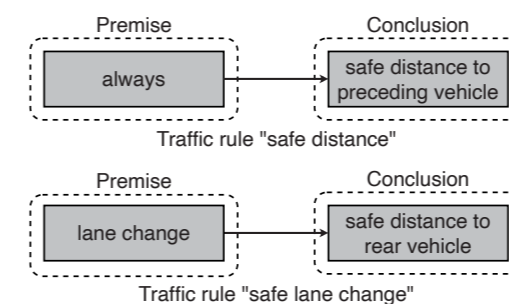 Premise
Conclusion
always
safe distance to
preceding vehicle
Traffic rule "safe distance"
Premise
Conclusion
lane change
safe distance to
rear vehicle
Traffic rule "safe lane change"